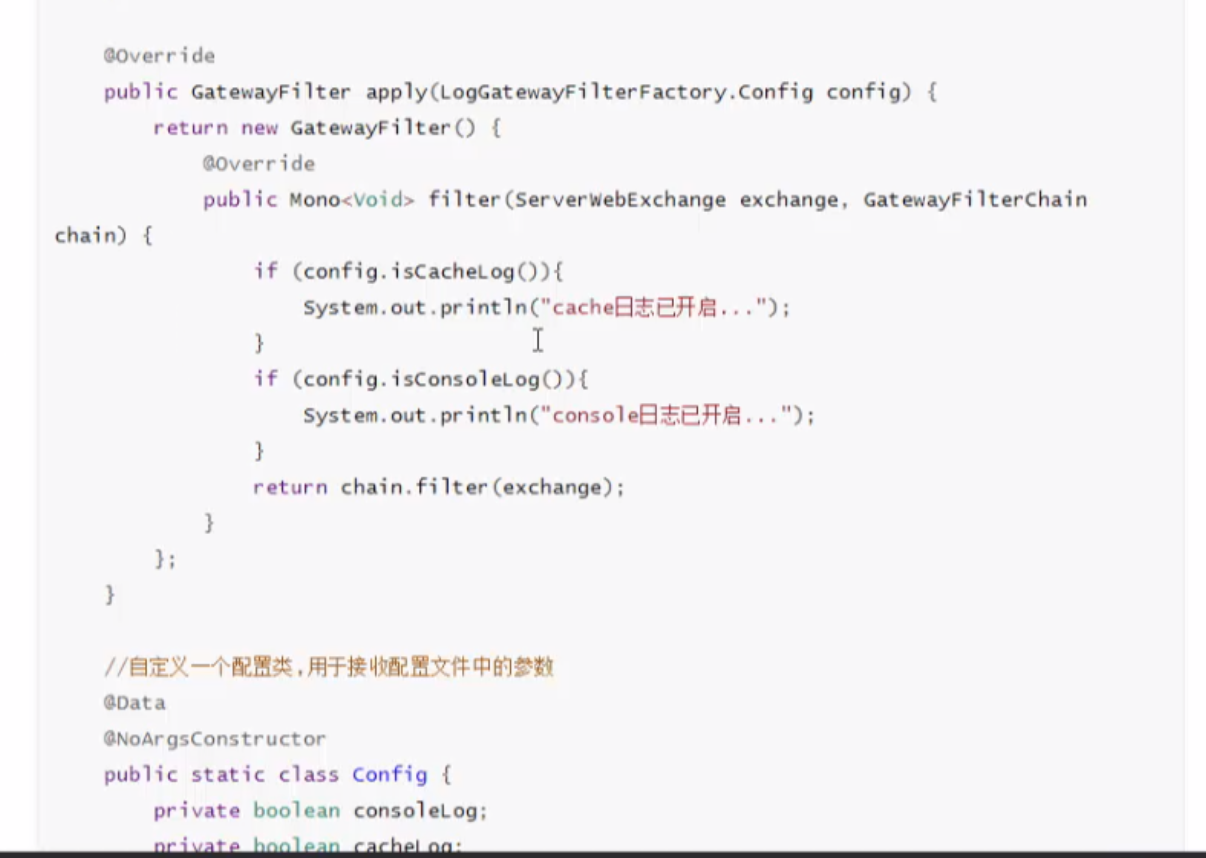 @Override
public GatewayFilter apply(LogGatewayFilterFactory.Config config) {
return new GatewayFilter() {
@Override
public Mono<Void> filter(ServerWebExchange exchange, GatewayFilterChain
chain) {
if (config.isCacheLog()){
System.out.println("cache日志已开启...");
}
if (config.isConsoleLog()){
System.out.println("console日志已开启...");
}
return chain.filter(exchange);
}
};
}
//自定义一个配置类,用于接收配置文件中的参数
@Data
@NoArgsConstructor
public static class Config {
private boolean consoleLog;
private boolean cacheLog;